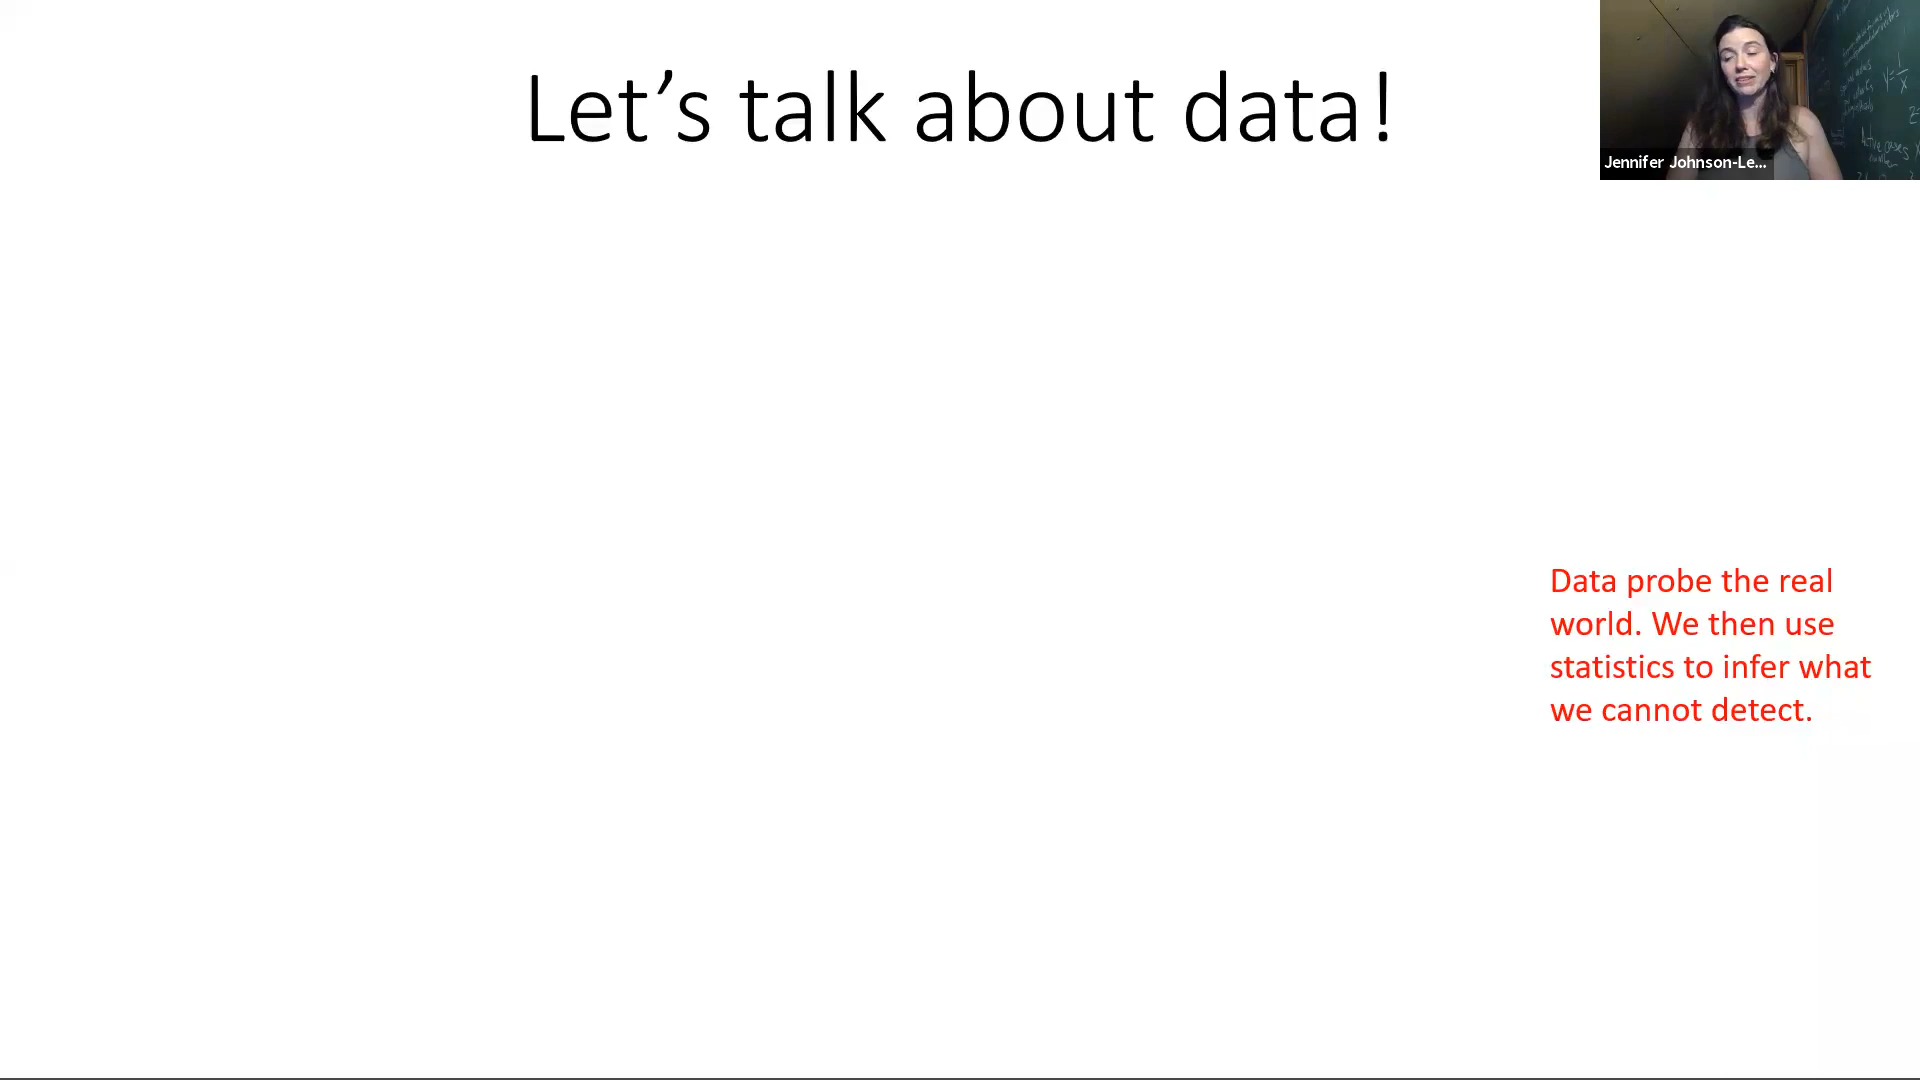 Let’s talk about data!
Jennifer Johnson-Le...
Data probe the real
world. We then use
statistics to infer what
we cannot detect.